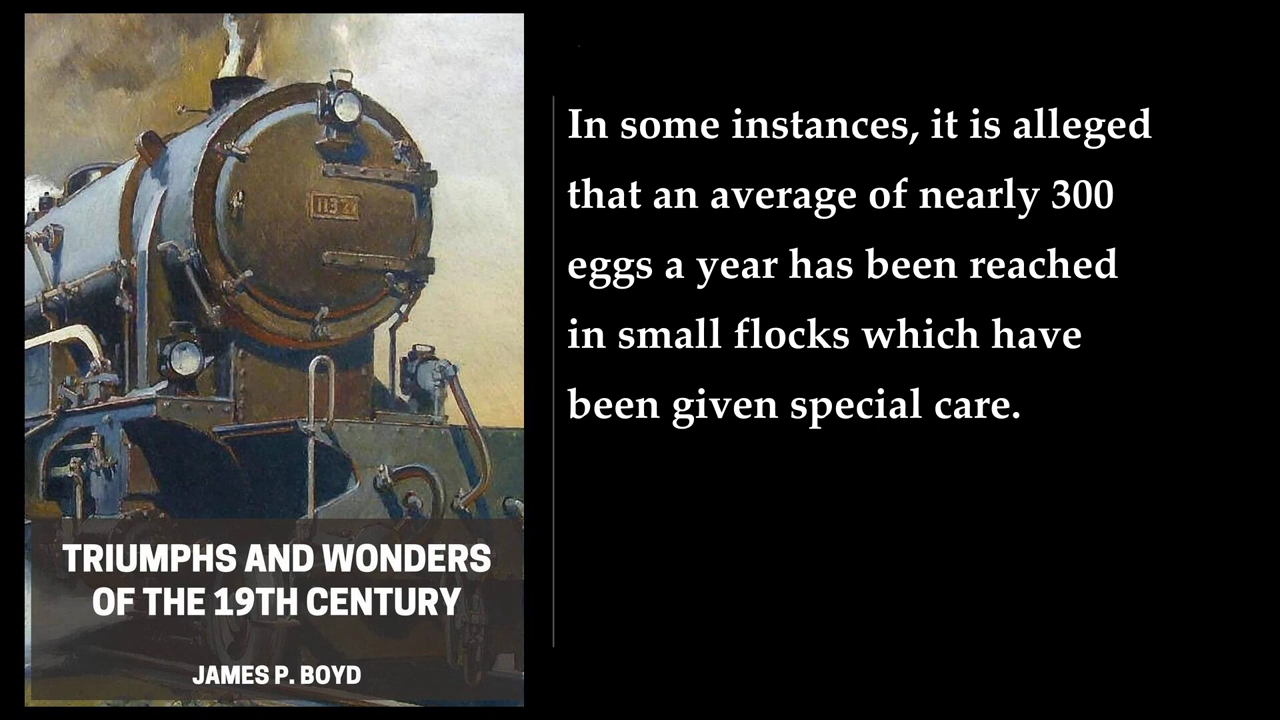 In some instances, it is alleged
that an average of nearly 300
eggs a year has been reached
in small flocks which have
been given special care.
TRIUMPHS AND WONDERS
OF THE 19TH CENTURY
JAMES P. BOYD